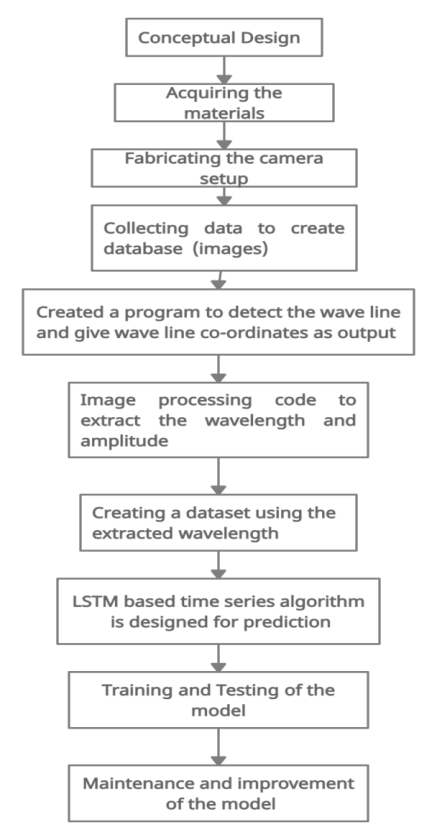 Conceptual Design
Acquiring the
materials
Fabricating the camera
setup
Collecting data to create
database (images)
Created a program to detect the wave line
and give wave line co-ordinates as output
Image processing code to
extract the wavelength and
amplitude
Creating a dataset using the
extracted wavelength
LSTM based time series algorithm
is designed for prediction
Training and Testing of the
model
Maintenance and improvement
of the model